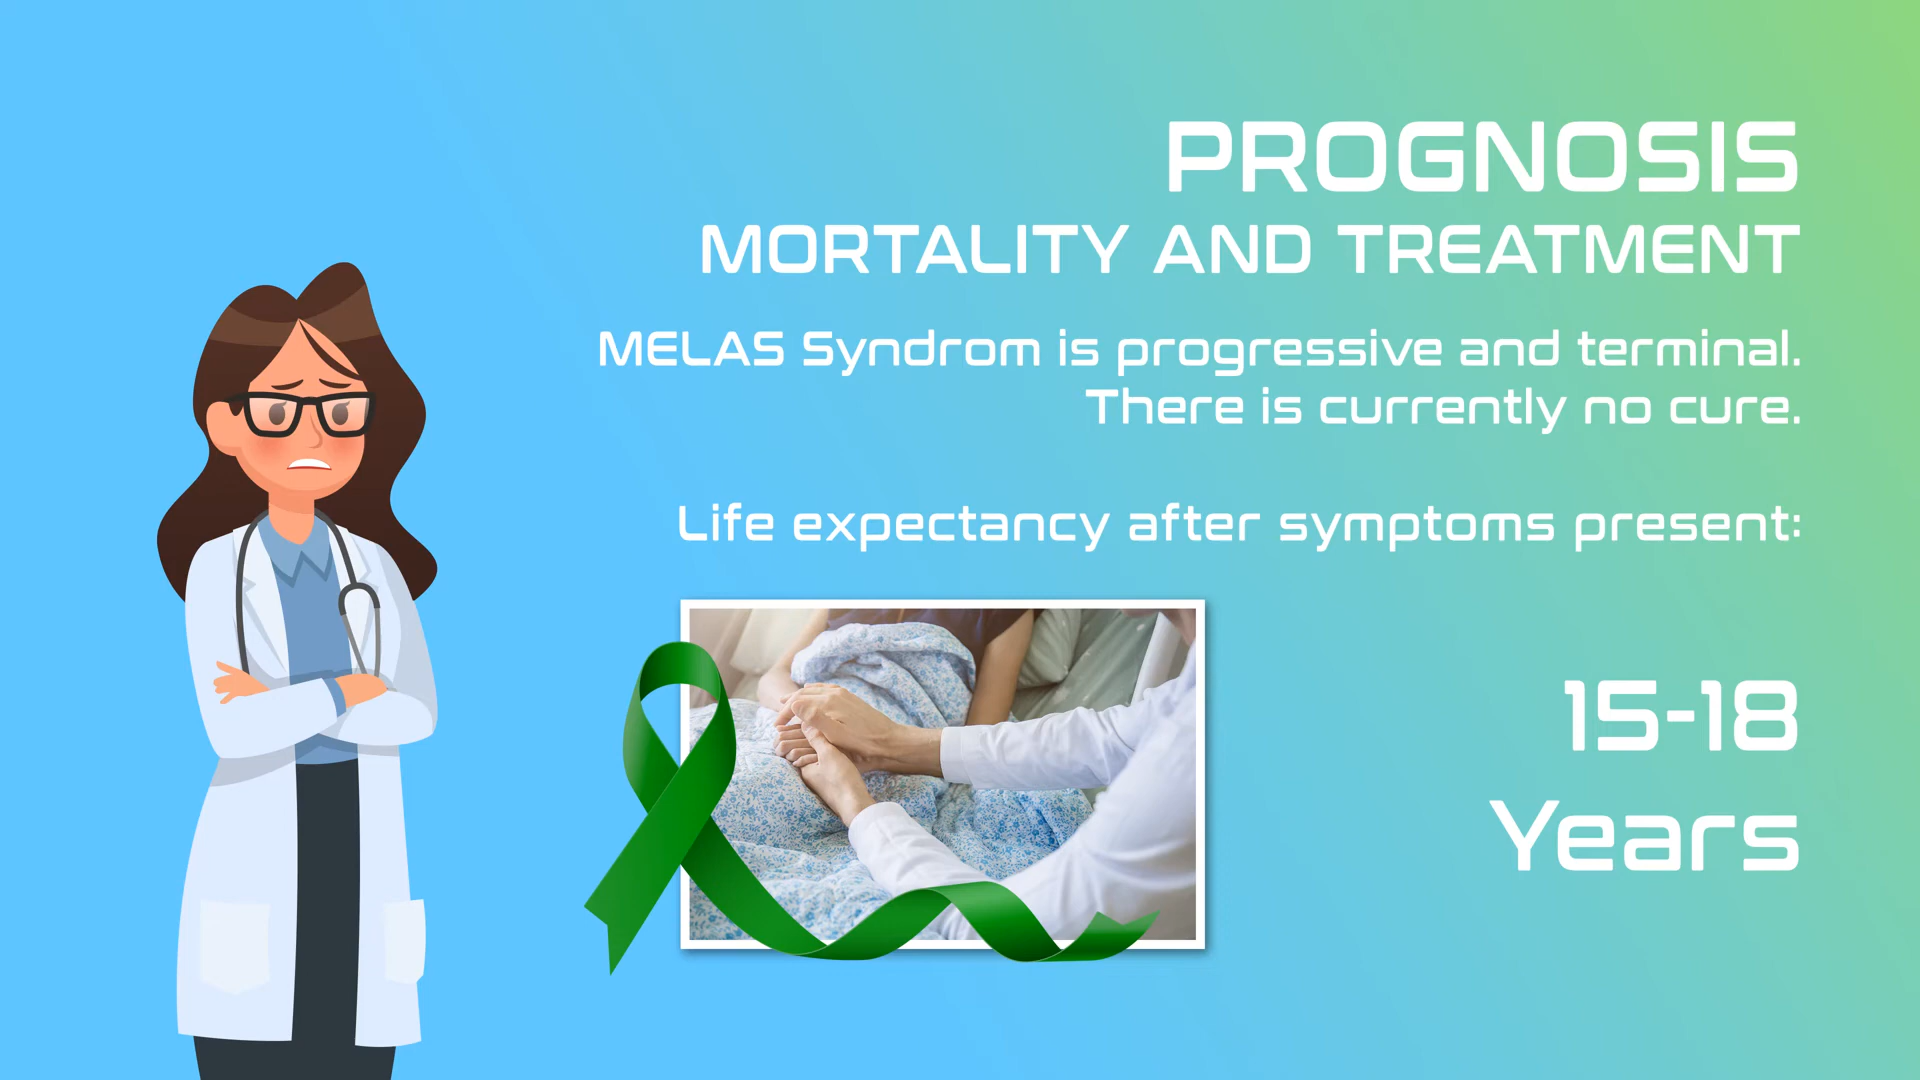 PROGNOSIS
MORTALITY AND TREATMENT
MELAS Syndrom is progressive and terminal.
There is currently no cure.
Life expectancy after symptoms present:
15-18
Years